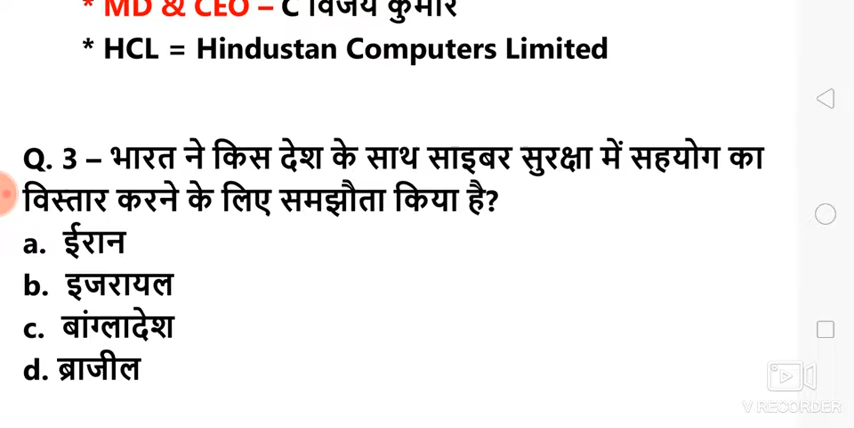 * MD & CEO – C विजय कुमार
* HCL = Hindustan Computers Limited
Q. 3 – भारत ने किस देश के साथ साइबर सुरक्षा में सहयोग का
विस्तार करने के लिए समझौता किया है?
a. ईरान
b. इजरायल
c. बांग्लादेश
d. ब्राजील
V RECORDER